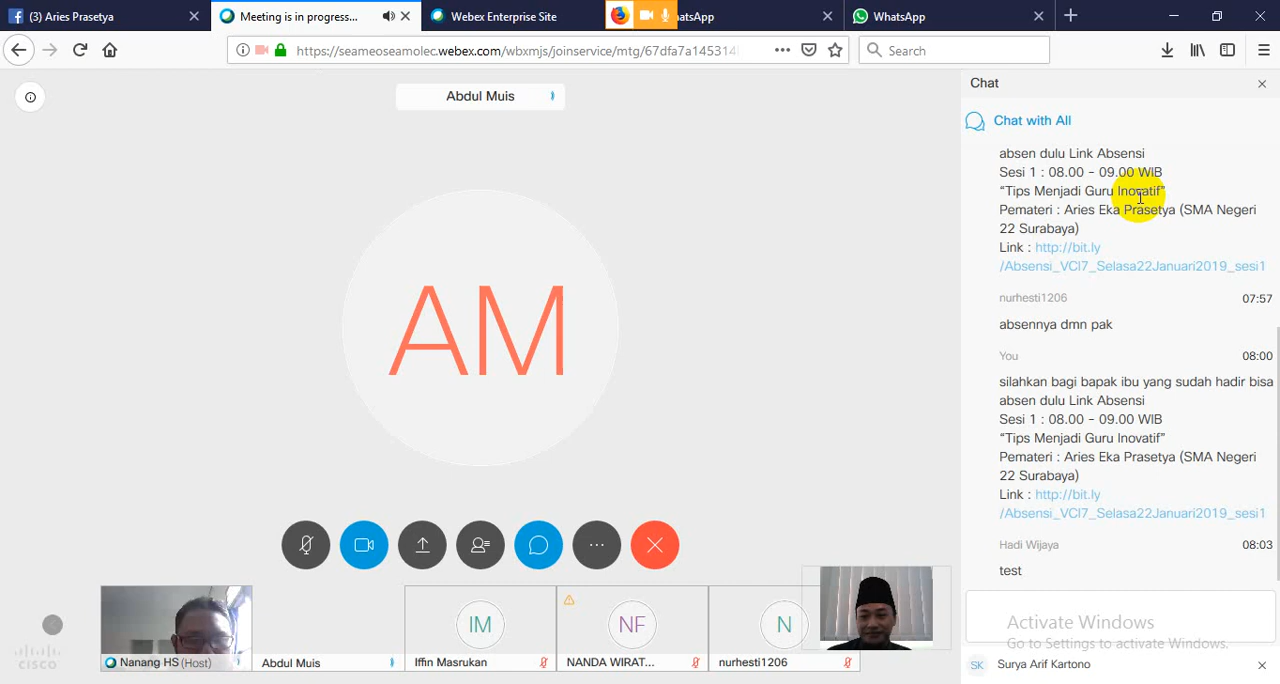 (3) Aries Prasetya
Meeting is in progress...
Webex Enterprise Site
atsApp
WhatsApp
https://seameoseamolec.webex.com/wbxmjs/joinservice/mtg/67dfa7a145314
Search
Abdul Muis
AM
Chat
Chat with All
absen dulu Link Absensi
Sesi 1 : 08.00 - 09.00 WIB
“Tips Menjadi Guru Inovatif”
Pemateri : Aries Eka Prasetya (SMA Negeri
22 Surabaya)
Link : http://bit.ly
/Absensi_VCI7_Selasa22Januari2019_sesi1
nurhesti1206 07:57
absennya dmn pak
You 08:00
silahkan bagi bapak ibu yang sudah hadir bisa
absen dulu Link Absensi
Sesi 1 : 08.00 - 09.00 WIB
“Tips Menjadi Guru Inovatif”
Pemateri : Aries Eka Prasetya (SMA Negeri
22 Surabaya)
Link : http://bit.ly
/Absensi_VCI7_Selasa22Januari2019_sesi1
Hadi Wijaya 08:03
test
Activate Windows
Go to Settings to activate Windows.
SK Surya Arif Kartono
IM
NF
N
cisco
Nanang HS (Host)
Abdul Muis
Iffin Masrukan
NANDA WIRAT...
nurhesti1206